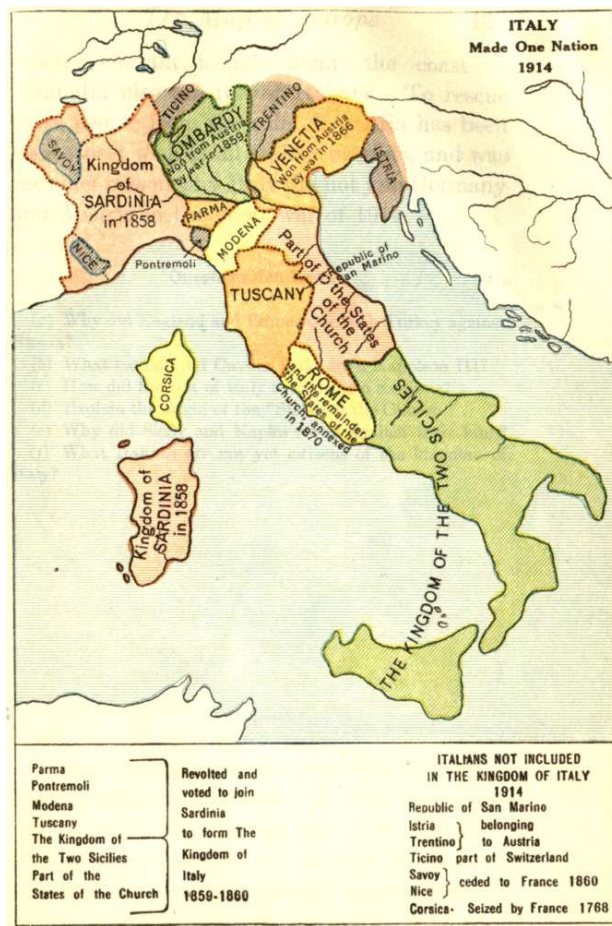 ITALY
Made One Nation
1914
TICINO
LOMBARDY
Won from Austria
by war in 1859
TRENTINO
VENETIA
Won from Austria
by war in 1866
ISTRIA
SAVOY
Kingdom
of
SARDINIA
in 1858
NICE
PARMA
MODENA
Pontremoli
Part of
the States
of the
Church
Republic of
San Marino
TUSCANY
CORSICA
ROME
and the remainder
of the States of the
Church, annexed
in 1870
Kingdom of
SARDINIA
in 1858
THE KINGDOM OF THE TWO SICILIES
Parma
Pontremoli
Modena
Tuscany
The Kingdom of
the Two Sicilies
Part of the
States of the Church
Revolted and
voted to join
Sardinia
to form The
Kingdom of
Italy
1859-1860
ITALIANS NOT INCLUDED
IN THE KINGDOM OF ITALY
1914
Republic of San Marino
Istria belonging
Trentino to Austria
Ticino part of Switzerland
Savoy
Nice ceded to France 1860
Corsica- Seized by France 1768